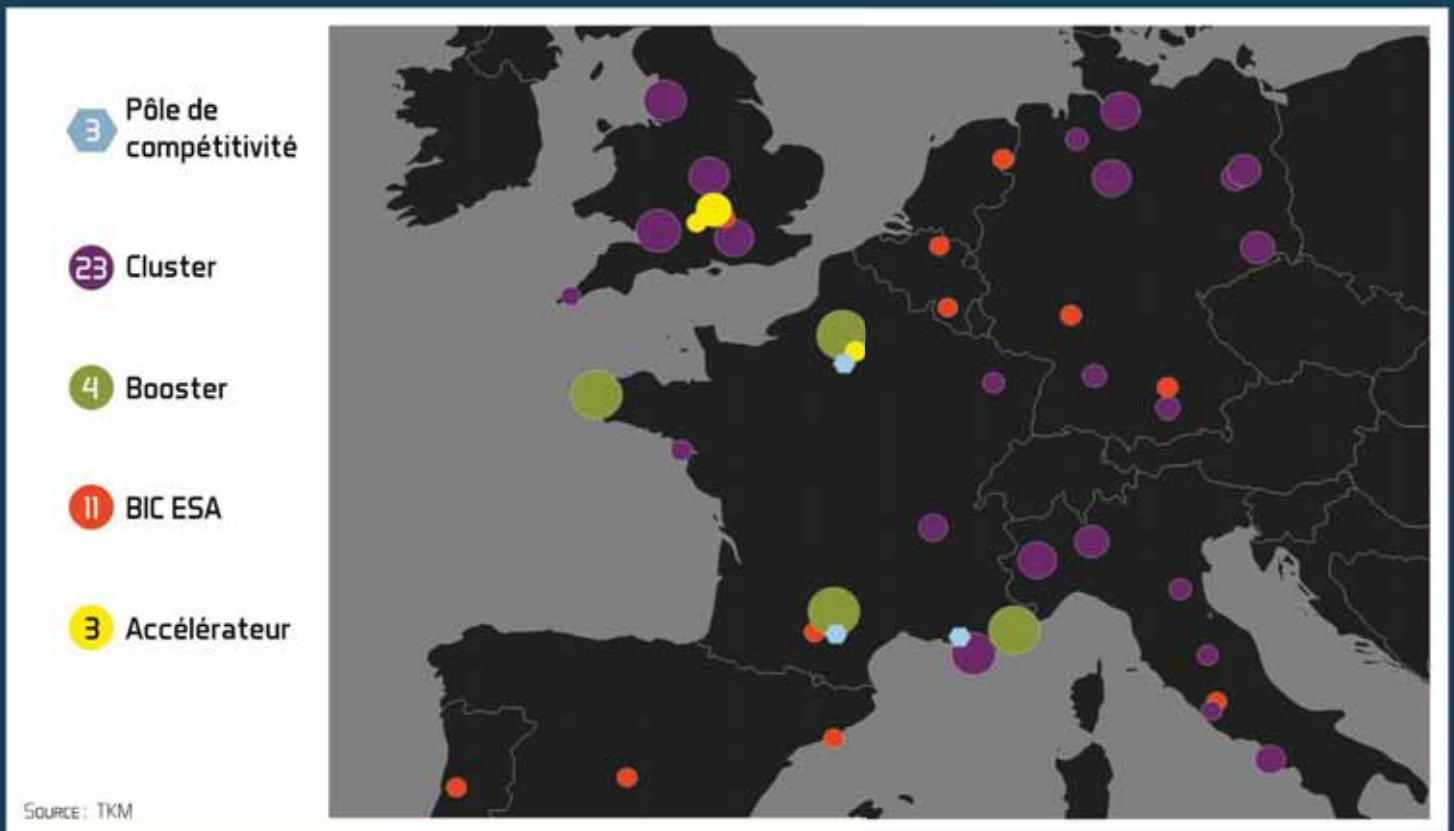 3
Pôle de
compétitivité
23
Cluster
4
Booster
11
BIC ESA
3
Accélérateur
Source : TKM